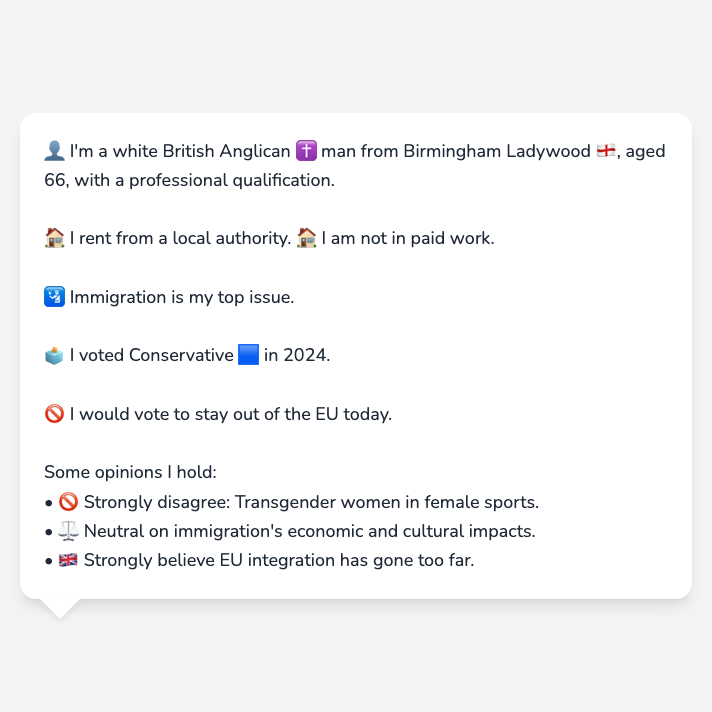 👤 I'm a white British Anglican ✝️ man from Birmingham Ladywood 🏴󠁧󠁢󠁥󠁮󠁧󠁿, aged
66, with a professional qualification.
🏠 I rent from a local authority. 🏠 I am not in paid work.
🛂 Immigration is my top issue.
🗳️ I voted Conservative 🟦 in 2024.
🚫 I would vote to stay out of the EU today.
Some opinions I hold:
• 🚫 Strongly disagree: Transgender women in female sports.
• ⚖️ Neutral on immigration's economic and cultural impacts.
• 🇬🇧 Strongly believe EU integration has gone too far.